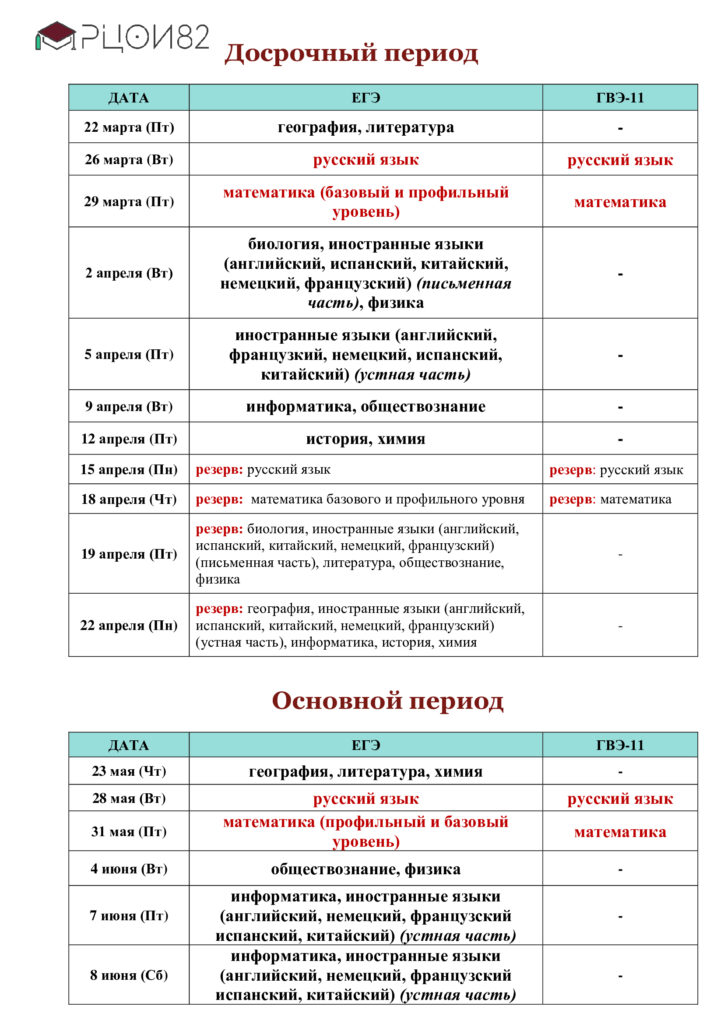 РЦОИ82
Досрочный период
ДАТА ЕГЭ ГВЭ-11
22 марта (Пт) география, литература -
26 марта (Вт) русский язык русский язык
29 марта (Пт) математика (базовый и профильный
уровень) математика
2 апреля (Вт) биология, иностранные языки
(английский, испанский, китайский,
немецкий, французский) (письменная
часть), физика -
5 апреля (Пт) иностранные языки (английский,
французкий, немецкий, испанский,
китайский) (устная часть) -
9 апреля (Вт) информатика, обществознание -
12 апреля (Пт) история, химия -
15 апреля (Пн) резерв: русский язык резерв: русский язык
18 апреля (Чт) резерв: математика базового и профильного уровня резерв: математика
19 апреля (Пт) резерв: биология, иностранные языки (английский,
испанский, китайский, немецкий, французский)
(письменная часть), литература, обществознание,
физика -
22 апреля (Пн) резерв: география, иностранные языки (английский,
испанский, китайский, немецкий, французский)
(устная часть), информатика, история, химия -
Основной период
ДАТА ЕГЭ ГВЭ-11
23 мая (Чт) география, литература, химия -
28 мая (Вт) русский язык русский язык
31 мая (Пт) математика (профильный и базовый
уровень) математика
4 июня (Вт) обществознание, физика -
7 июня (Пт) информатика, иностранные языки
(английский, немецкий, французский
испанский, китайский) (устная часть) -
8 июня (Сб) информатика, иностранные языки
(английский, немецкий, французский
испанский, китайский) (устная часть) -